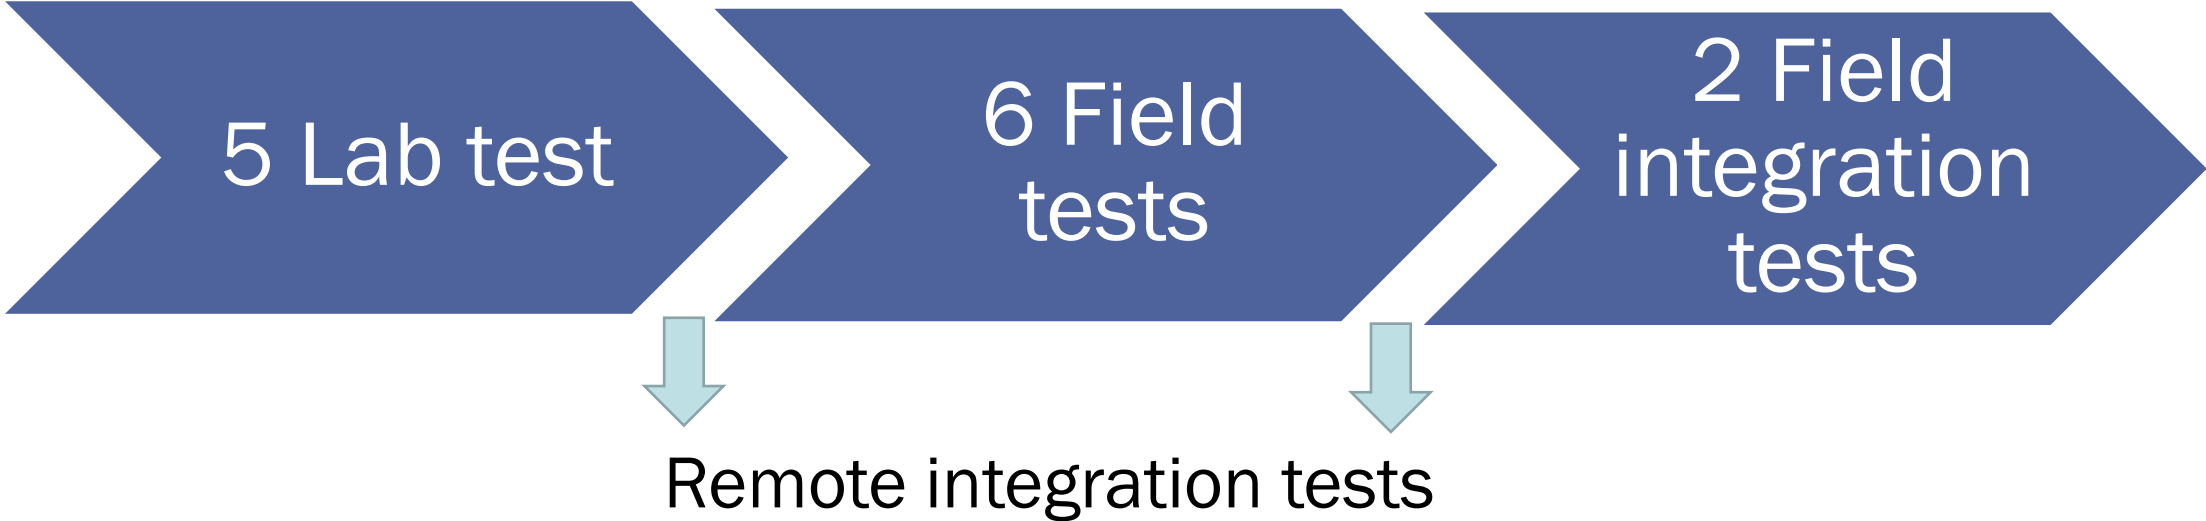 5 Lab test
6 Field
tests
2 Field
integration
tests
Remote integration tests